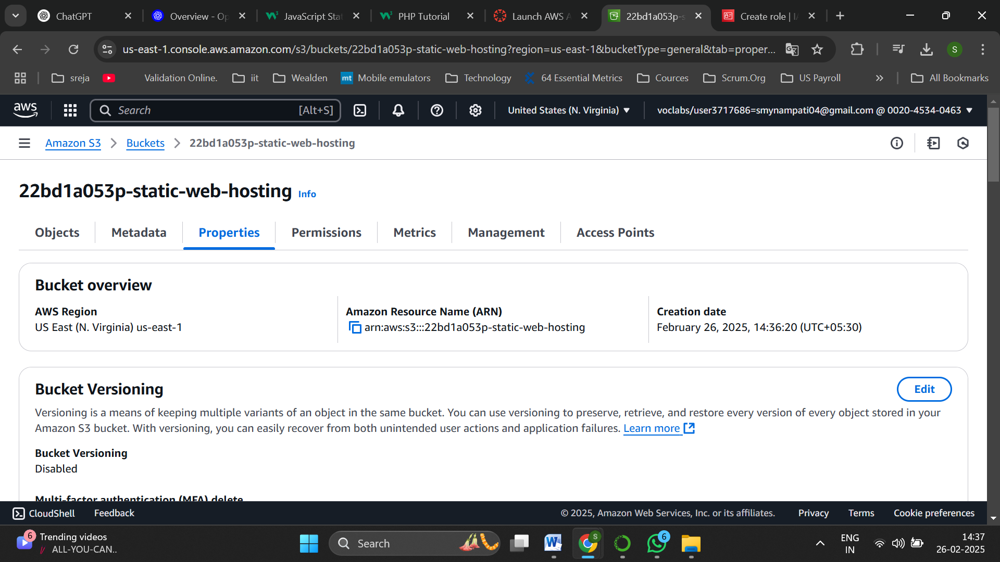 ChatGPT
Overview - Op
JavaScript Stat
PHP Tutorial
Launch AWS A
22bd1a053p-s
Create role | IA
us-east-1.console.aws.amazon.com/s3/buckets/22bd1a053p-static-web-hosting?region=us-east-1&bucketType=general&tab=proper...
S
sreja
Validation Online.
iit
Wealden
mt
Mobile emulators
Technology
64 Essential Metrics
Cources
Scrum.Org
US Payroll
All Bookmarks
aws
Search
[Alt+S]
United States (N. Virginia)
voclabs/user3717686=smynampati04@gmail.com @ 0020-4534-0463
Amazon S3
Buckets
22bd1a053p-static-web-hosting
22bd1a053p-static-web-hosting Info
Objects
Metadata
Properties
Permissions
Metrics
Management
Access Points
Bucket overview
AWS Region
US East (N. Virginia) us-east-1
Amazon Resource Name (ARN)
arn:aws:s3:::22bd1a053p-static-web-hosting
Creation date
February 26, 2025, 14:36:20 (UTC+05:30)
Bucket Versioning
Edit
Versioning is a means of keeping multiple variants of an object in the same bucket. You can use versioning to preserve, retrieve, and restore every version of every object stored in your
Amazon S3 bucket. With versioning, you can easily recover from both unintended user actions and application failures. Learn more
Bucket Versioning
Disabled
Multi-factor authentication (MFA) delete
CloudShell
Feedback
© 2025, Amazon Web Services, Inc. or its affiliates.
Privacy
Terms
Cookie preferences
6
Trending videos
ALL-YOU-CAN..
Search
W
S
6
ENG
IN
14:37
26-02-2025